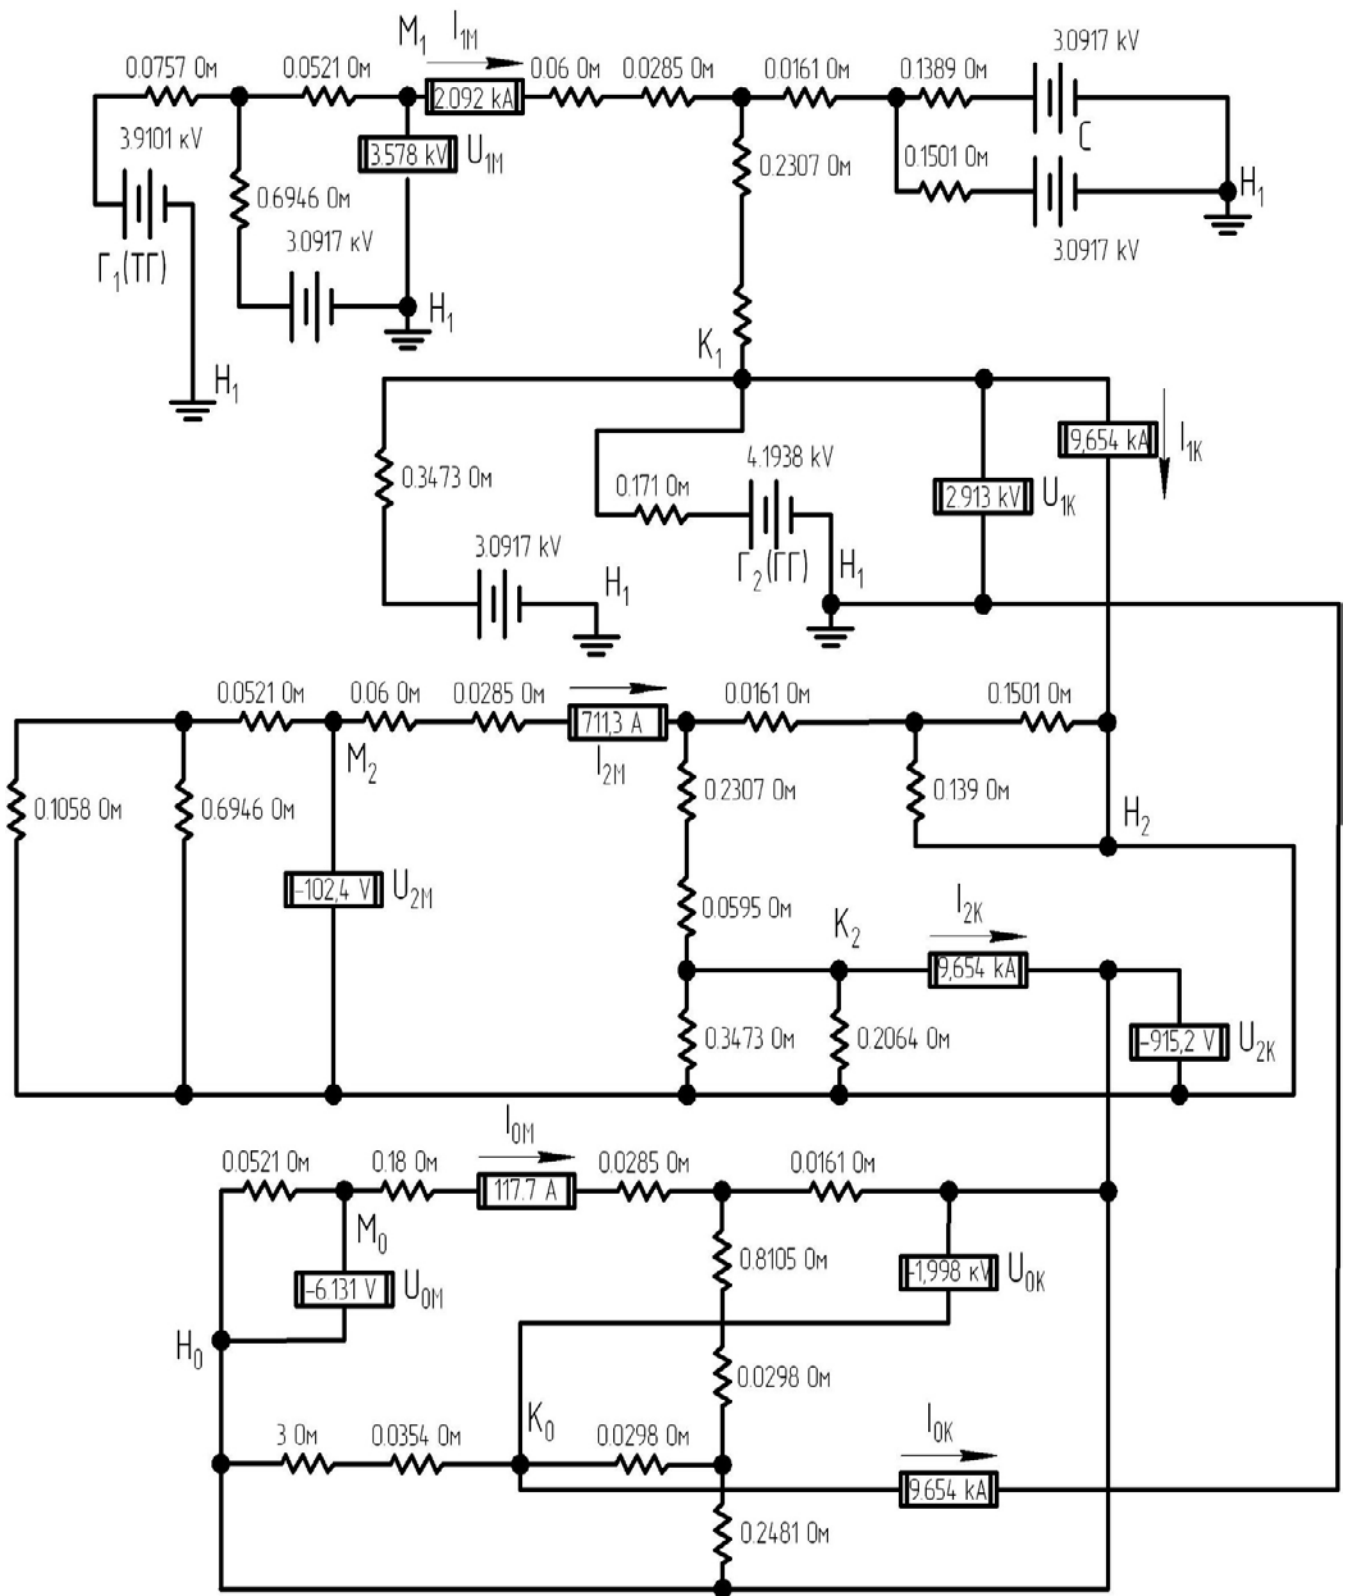 M₁ I₁ₘ
0.0757 Ом 0.0521 Ом 2.092 kA 0.06 Ом 0.0285 Ом 0.0161 Ом 0.1389 Ом 3.0917 kV
3.9101 кV 3.578 kV U₁ₘ 0.2307 Ом 0.1501 Ом C H₁
0.6946 Ом
3.0917 кV 3.0917 kV
Г₁(ТГ) H₁
K₁
H₁
9,654 kA I₁K
0.3473 Ом 4.1938 kV
0.171 Ом 2.913 kV U₁K
3.0917 kV H₁ Г₂(ГГ) H₁
0.0521 Ом 0.06 Ом 0.0285 Ом 0.0161 Ом 0.1501 Ом
M₂ 711,3 A
I₂ₘ
0.1058 Ом 0.6946 Ом 0.2307 Ом 0.139 Ом H₂
-102,4 V U₂ₘ 0.0595 Ом K₂ I₂K
9,654 kA
0.3473 Ом 0.2064 Ом -915,2 V U₂K
I₀ₘ
0.0521 Ом 0.18 Ом 117.7 A 0.0285 Ом 0.0161 Ом
M₀
-6.131 V U₀ₘ 0.8105 Ом -1,998 кV U₀K
H₀
0.0298 Ом
3 Ом 0.0354 Ом K₀ 0.0298 Ом I₀K
9.654 kA
0.2481 Ом